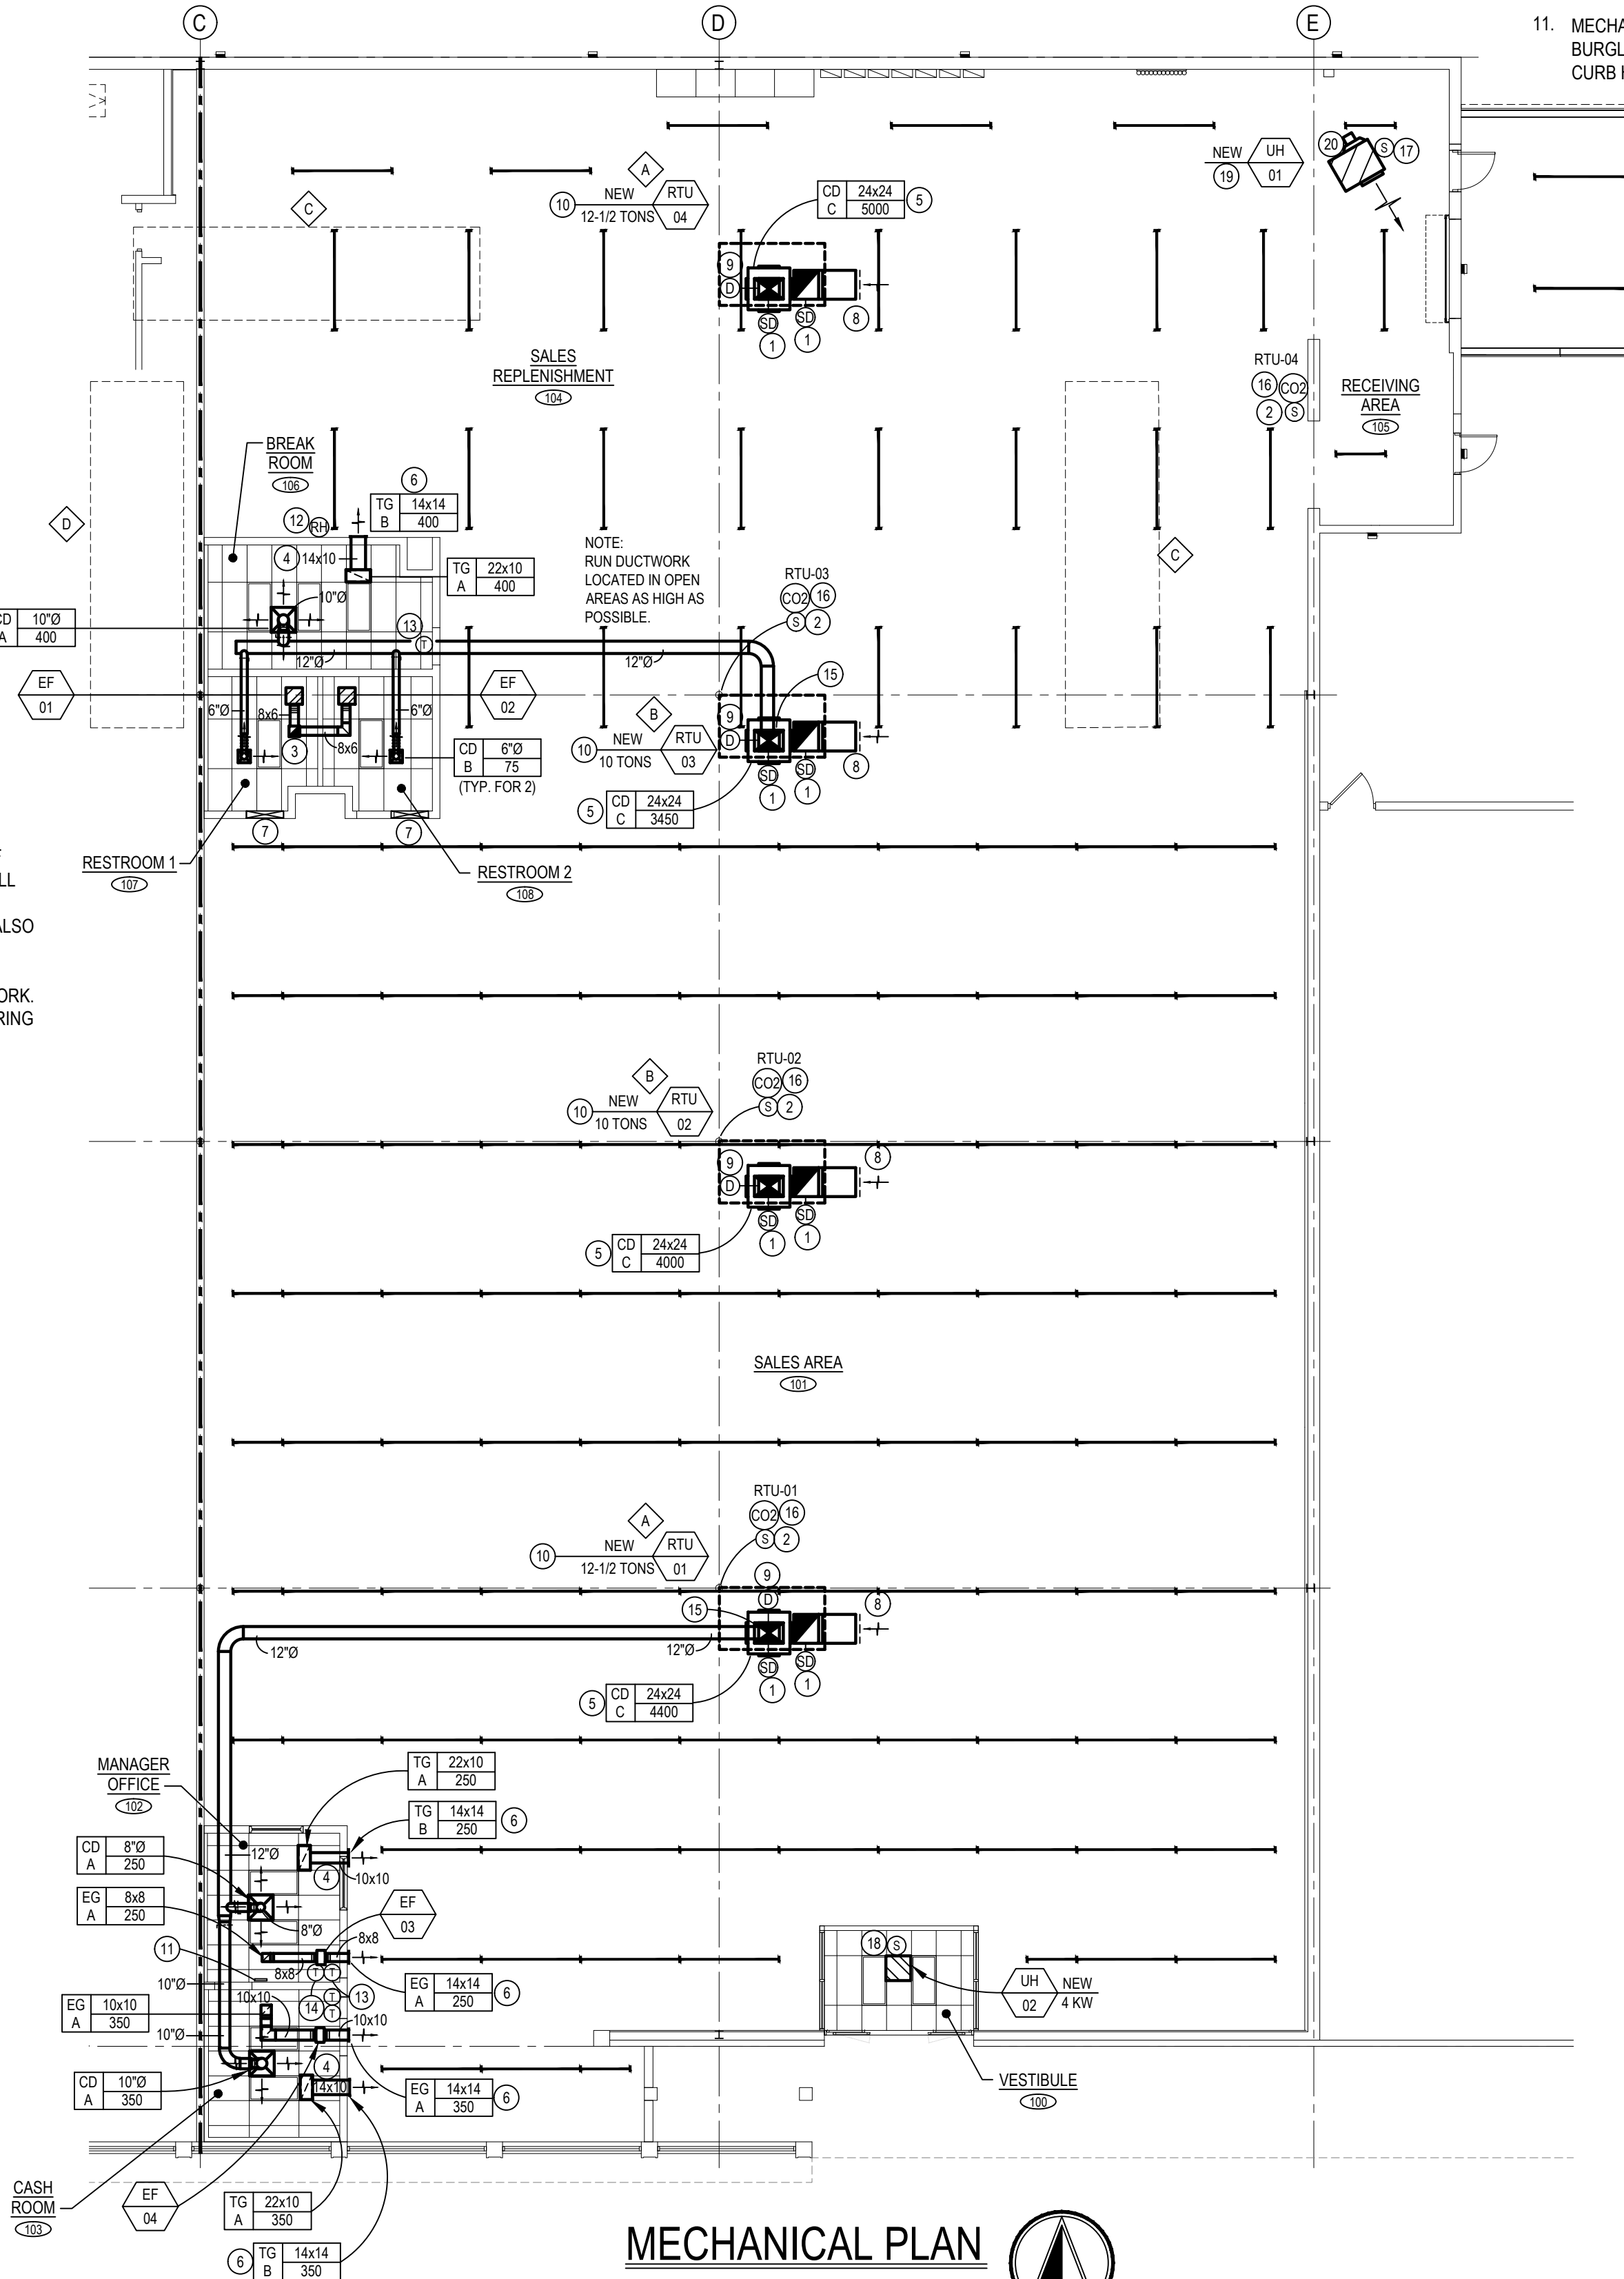 C
D
E
11. MECHA
BURGL
CURB
A
NEW
10
12-1/2 TONS
RTU
04
CD 24x24
C 5000
5
NEW
19
UH
01
20
S
17
C
9
D
SD
SD
1
1
8
SALES
REPLENISHMENT
104
RTU-04
16
CO2
2
S
RECEIVING
AREA
105
BREAK
ROOM
106
6
TG 14x14
B 400
D
12
RH
4
14x10
NOTE:
RUN DUCTWORK
LOCATED IN OPEN
AREAS AS HIGH AS
POSSIBLE.
C
TG 22x10
A 400
RTU-03
CO2
16
S
2
10"Ø
CD 10"Ø
A 400
13
T
12"Ø
12"Ø
15
EF
01
EF
02
6"Ø
8x6
6"Ø
3
8x6
B
9
D
NEW
10
10 TONS
RTU
03
CD 6"Ø
B 75
(TYP. FOR 2)
SD
SD
1
1
8
5
CD 24x24
C 3450
7
7
RESTROOM 1
107
RESTROOM 2
108
LL
ALSO
ORK.
RING
RTU-02
CO2
16
S
2
B
NEW
10
10 TONS
RTU
02
9
D
8
SD
SD
1
1
5
CD 24x24
C 4000
SALES AREA
101
RTU-01
CO2
16
S
2
A
NEW
10
12-1/2 TONS
RTU
01
9
D
8
15
12"Ø
12"Ø
SD
SD
1
1
5
CD 24x24
C 4400
MANAGER
OFFICE
102
TG 22x10
A 250
TG 14x14
B 250
6
CD 8"Ø
A 250
12"Ø
4
10x10
EG 8x8
A 250
8"Ø
EF
03
8x8
11
8x8
T
T
10"Ø
10x10
14
T
T
13
EG 14x14
A 250
6
EG 10x10
A 350
10"Ø
10x10
18
S
UH
02
NEW
4 KW
4
14x10
CD 10"Ø
A 350
EG 14x14
A 350
6
VESTIBULE
100
CASH
ROOM
103
EF
04
TG 22x10
A 350
6
TG 14x14
B 350
MECHANICAL PLAN